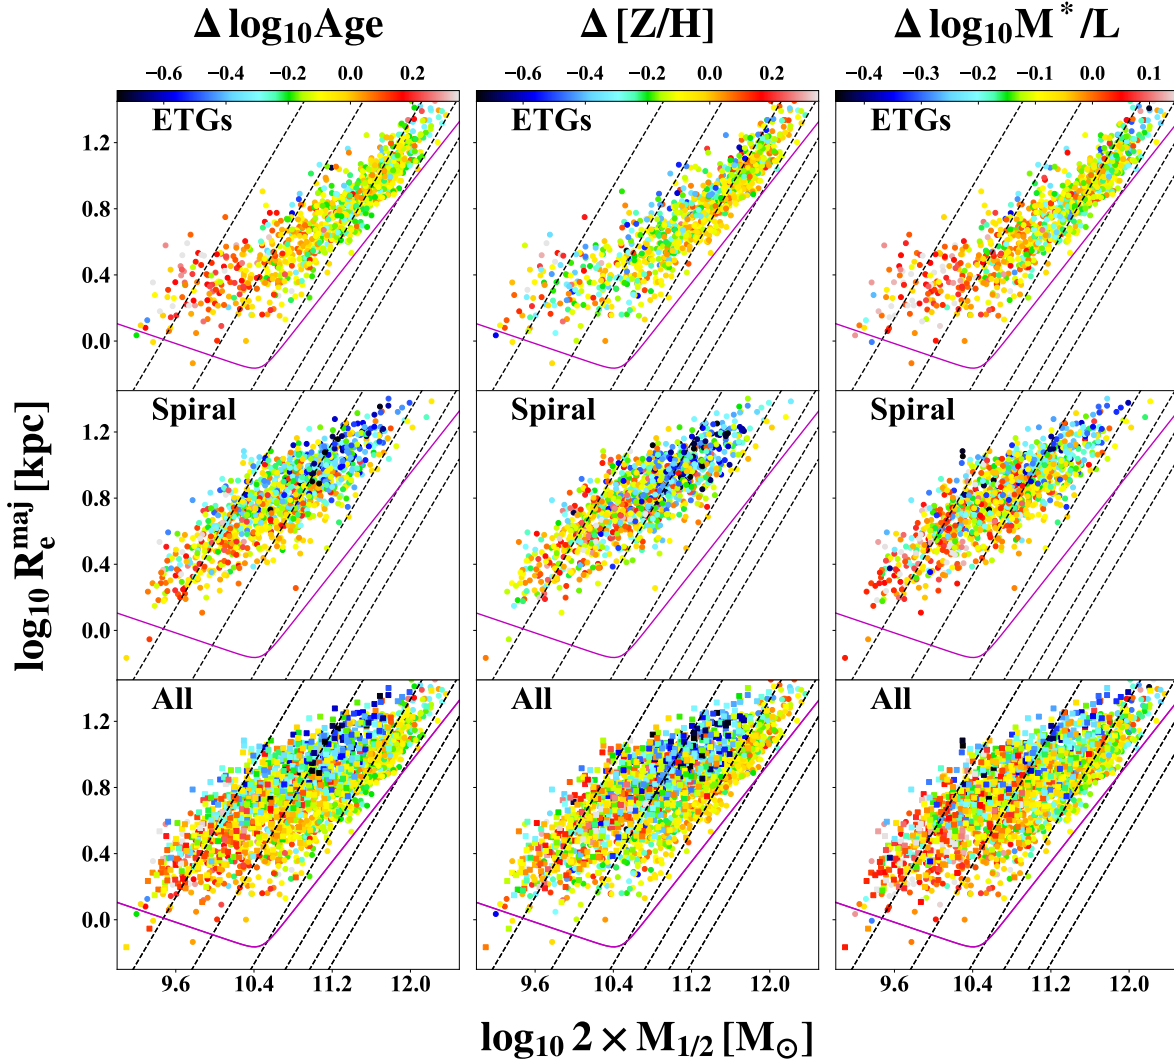 Δ log₁₀Age Δ [Z/H] Δ log₁₀M*/L
−0.6 −0.4 −0.2 0.0 0.2 −0.6 −0.4 −0.2 0.0 0.2 −0.4 −0.3 −0.2 −0.1 0.0 0.1
ETGs ETGs ETGs
1.2
0.8
0.4
0.0
Spiral Spiral Spiral
1.2
0.8
0.4
0.0
log₁₀ Rₑᵐᵃʲ [kpc]
All All All
1.2
0.8
0.4
0.0
9.6 10.4 11.2 12.0 9.6 10.4 11.2 12.0 9.6 10.4 11.2 12.0
log₁₀ 2 × M₁/₂ [M☉]